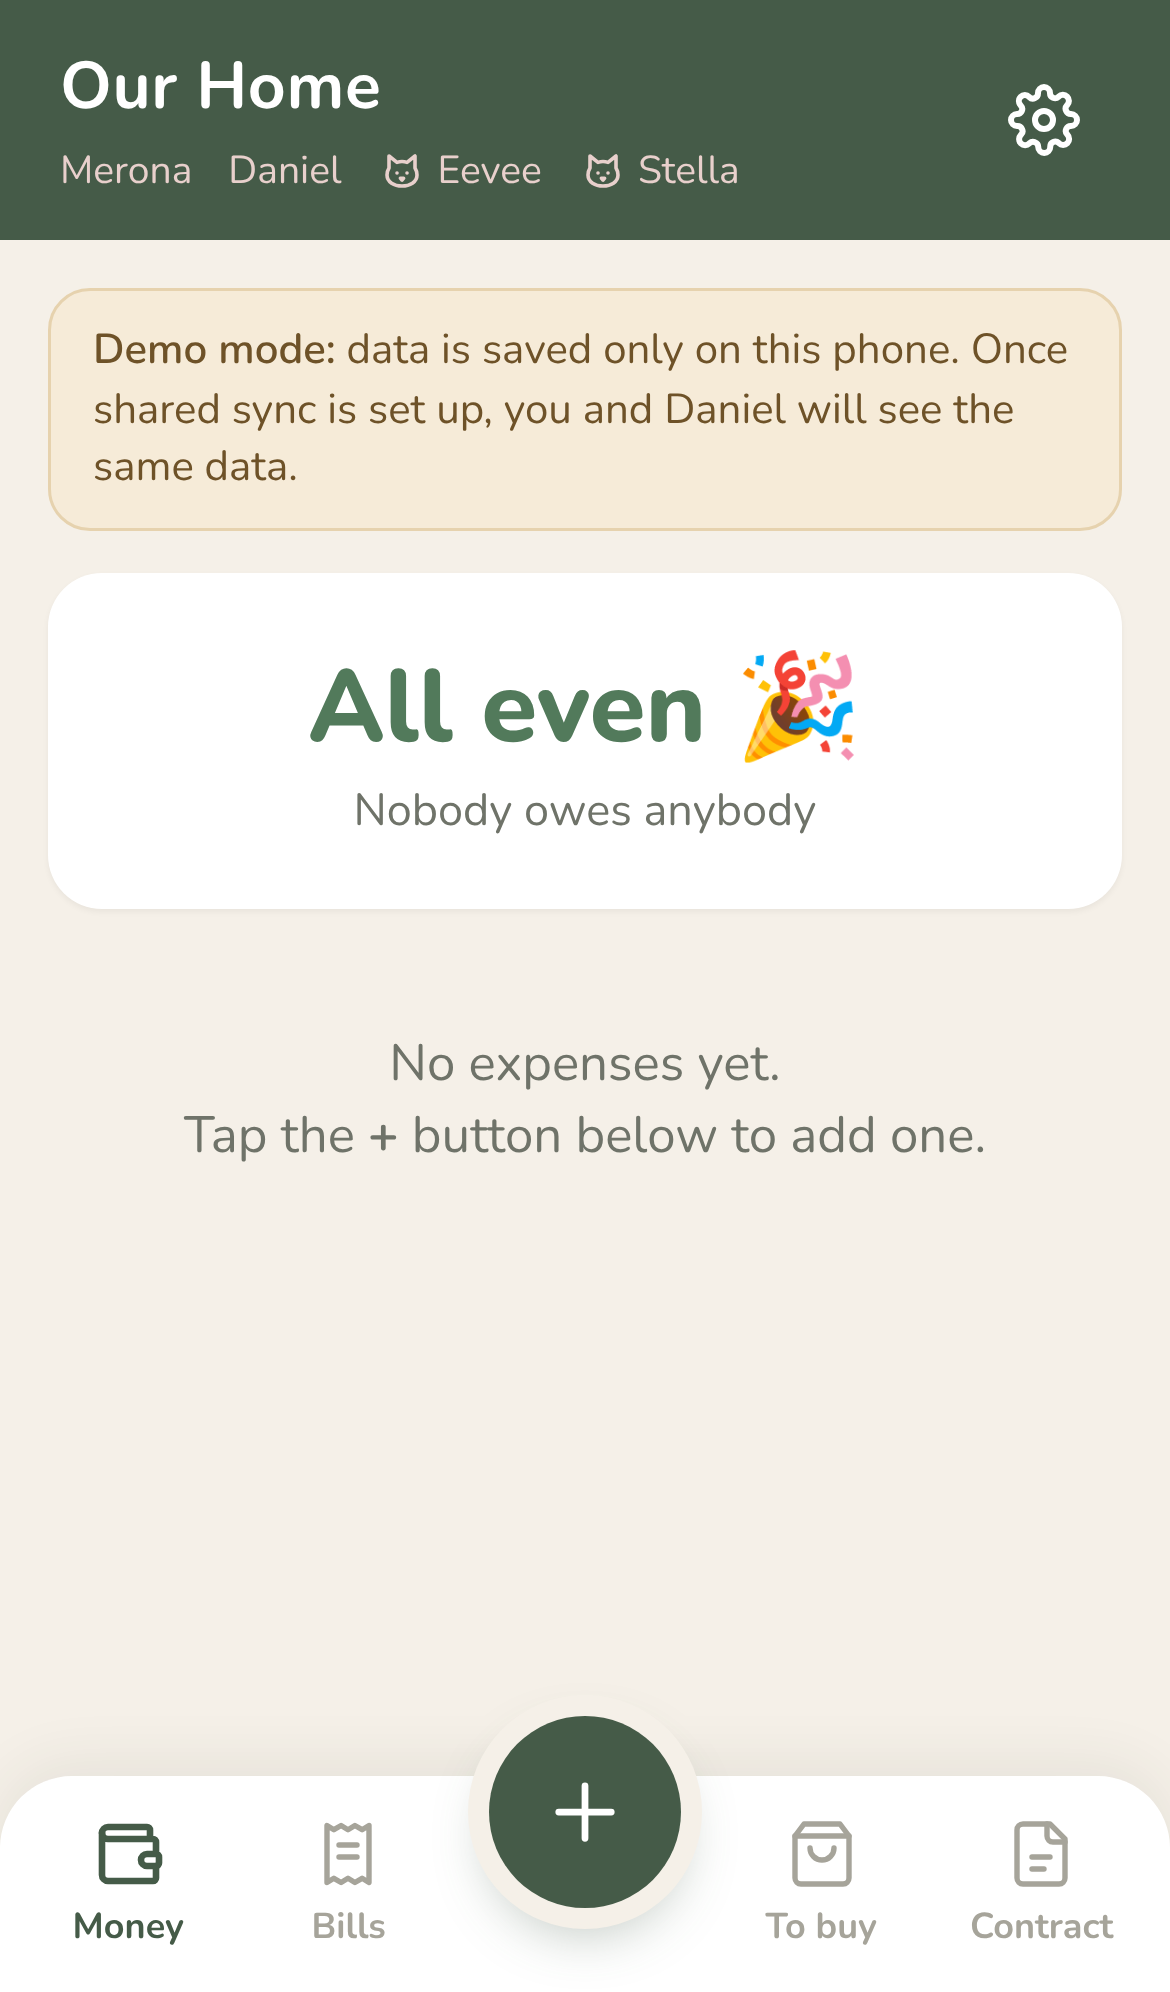 Our Home
Merona Daniel Eevee Stella
Demo mode: data is saved only on this phone. Once
shared sync is set up, you and Daniel will see the
same data.
All even 🎉
Nobody owes anybody
No expenses yet.
Tap the + button below to add one.
Money Bills To buy Contract